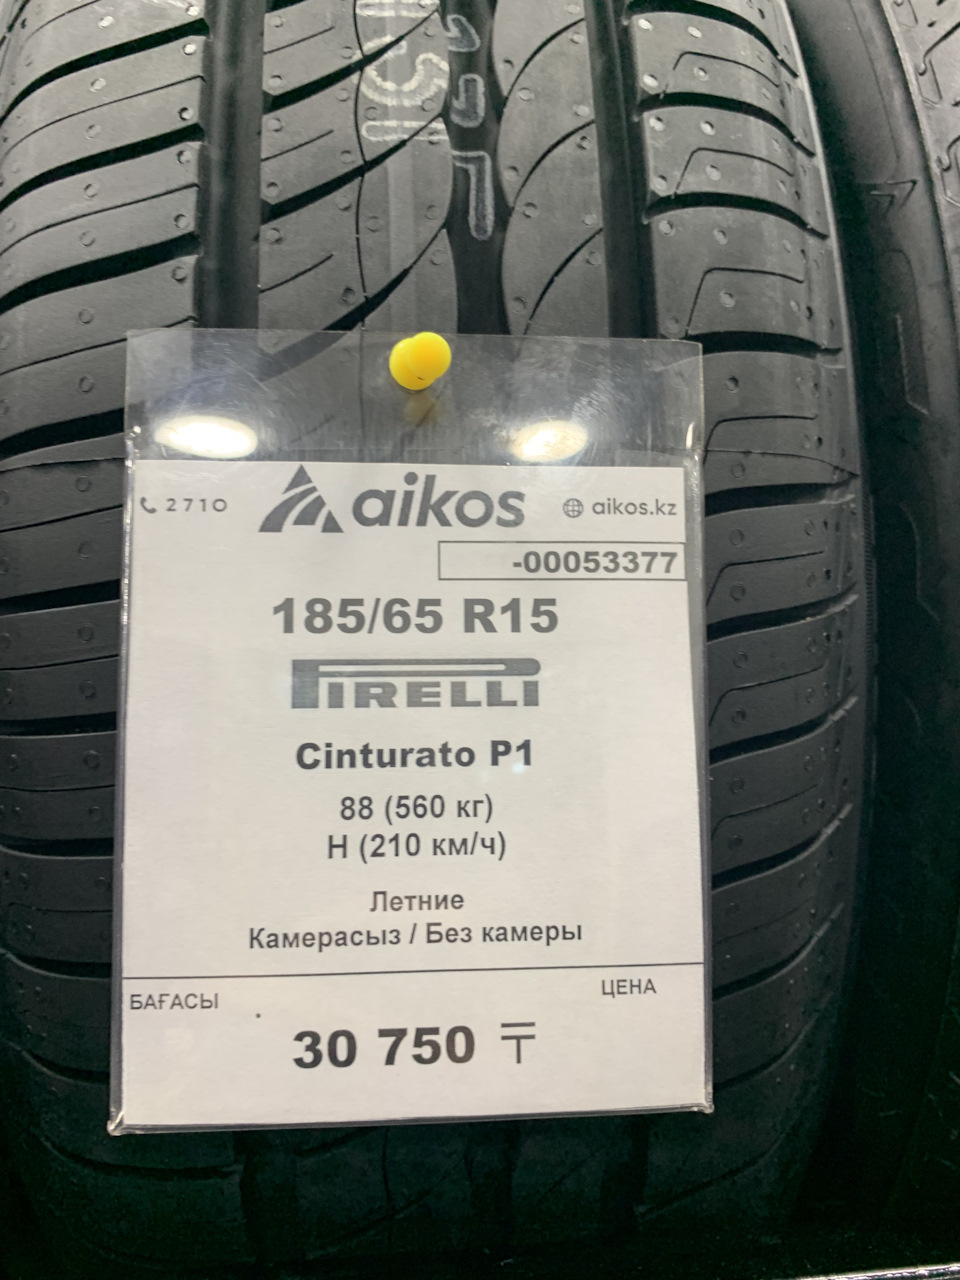 2710 aikos aikos.kz
-00053377
185/65 R15
PIRELLI
Cinturato P1
88 (560 кг)
H (210 км/ч)
Летние
Камерасыз / Без камеры
БАҒАСЫ ЦЕНА
30 750 ₸